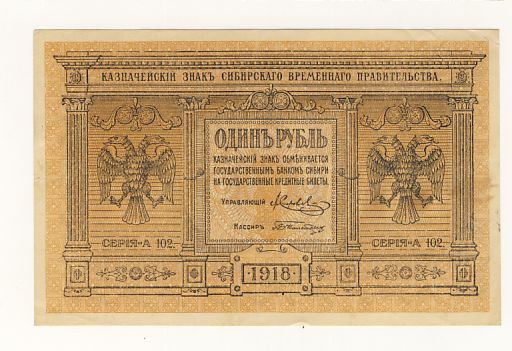 КАЗНАЧЕЙСКІЙ ЗНАКЪ СИБИРСКАГО ВРЕМЕННАГО ПРАВИТЕЛЬСТВА.
ОДИНЪ РУБЛЬ
КАЗНАЧЕЙСКІЙ ЗНАКЪ ОБМѢНИВАЕТСЯ
ГОСУДАРСТВЕННЫМЪ БАНКОМЪ СИБИРИ
НА ГОСУДАРСТВЕННЫЕ КРЕДИТНЫЕ БИЛЕТЫ.
УПРАВЛЯЮЩІЙ
КАССИРЪ
СЕРІЯ-А 102
СЕРІЯ-А 102
·1918·